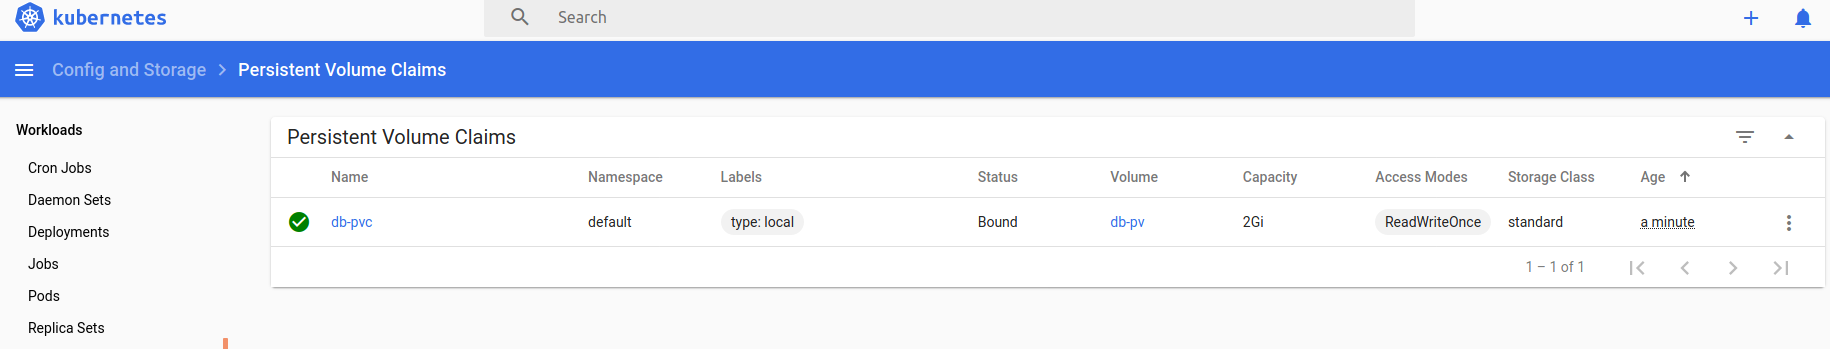 kubernetes
Search
Config and Storage
Persistent Volume Claims
Workloads
Cron Jobs
Daemon Sets
Deployments
Jobs
Pods
Replica Sets
Persistent Volume Claims
Name Namespace Labels Status Volume Capacity Access Modes Storage Class Age
db-pvc default type: local Bound db-pv 2Gi ReadWriteOnce standard a minute
1 – 1 of 1